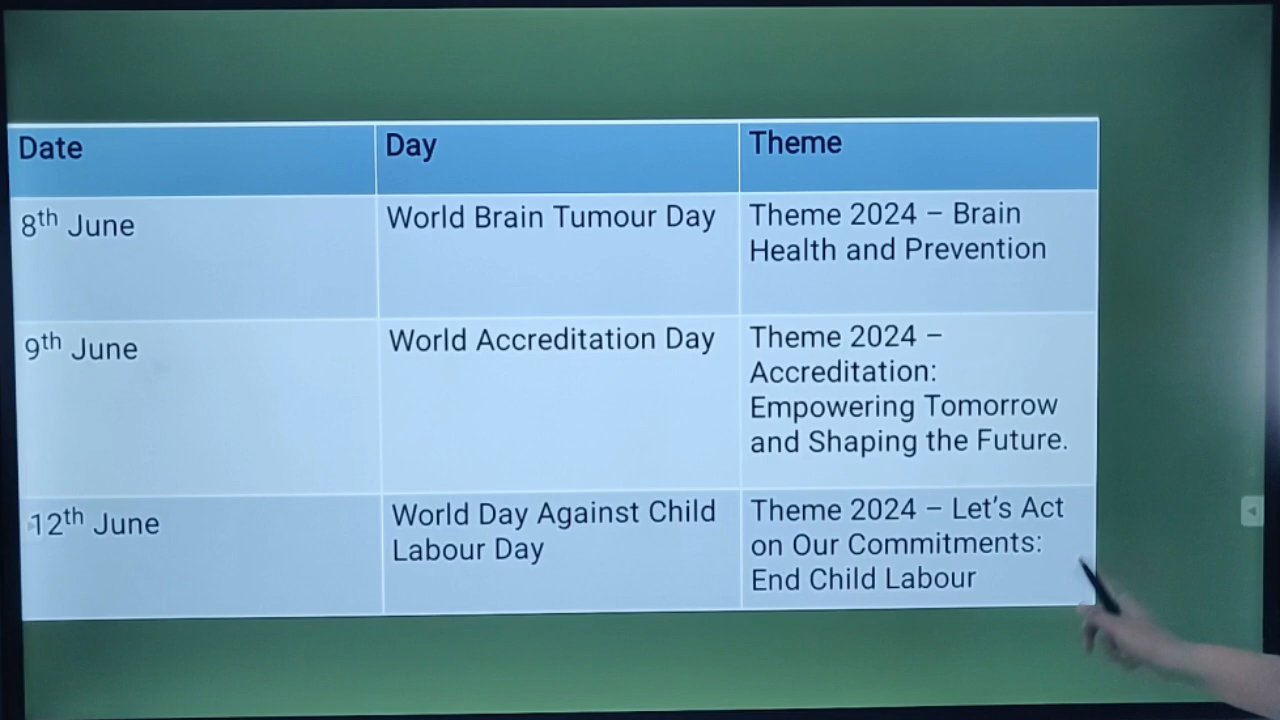 Date
Day
Theme
8th June
World Brain Tumour Day
Theme 2024 – Brain
Health and Prevention
9th June
World Accreditation Day
Theme 2024 –
Accreditation:
Empowering Tomorrow
and Shaping the Future.
12th June
World Day Against Child
Labour Day
Theme 2024 – Let's Act
on Our Commitments:
End Child Labour